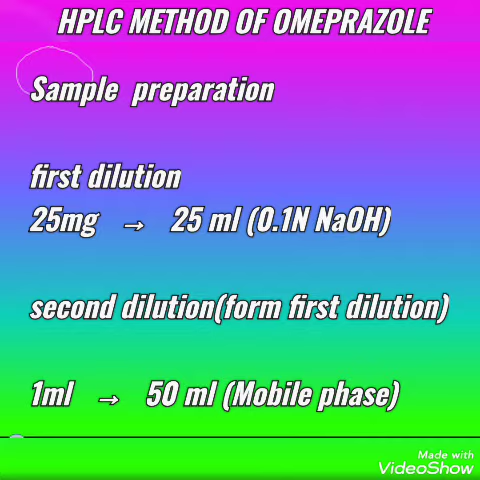 HPLC METHOD OF OMEPRAZOLE
Sample preparation
first dilution
25mg → 25 ml (0.1N NaOH)
second dilution(form first dilution)
1ml → 50 ml (Mobile phase)
Made with
VideoShow